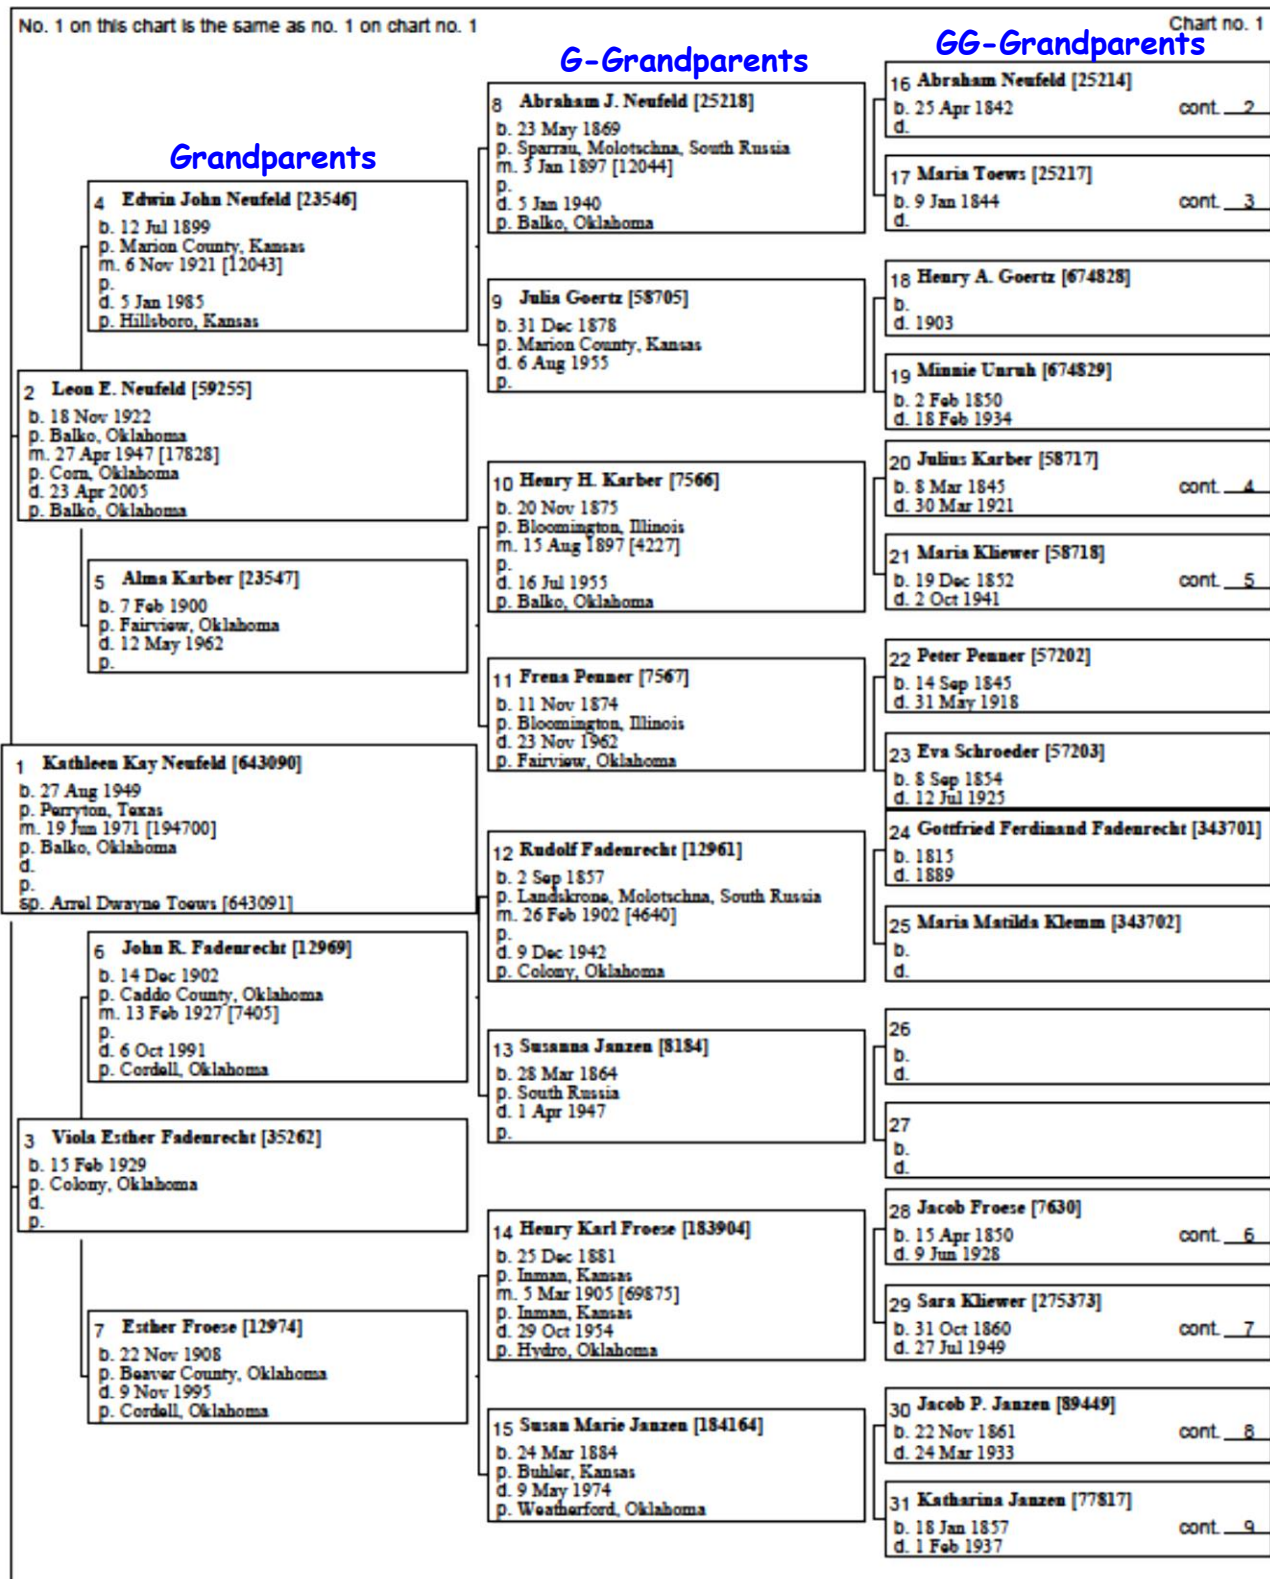 No. 1 on this chart is the same as no. 1 on chart no. 1
Chart no. 1
Grandparents
G-Grandparents
GG-Grandparents
1 Kathleen Kay Neufeld [643090]
b. 27 Aug 1949
p. Perryton, Texas
m. 19 Jun 1971 [194700]
p. Balko, Oklahoma
d.
p.
sp. Arrel Dwayne Toews [643091]
2 Leon E. Neufeld [59255]
b. 18 Nov 1922
p. Balko, Oklahoma
m. 27 Apr 1947 [17828]
p. Corn, Oklahoma
d. 23 Apr 2005
p. Balko, Oklahoma
3 Viola Esther Fadenrecht [35262]
b. 15 Feb 1929
p. Colony, Oklahoma
d.
p.
4 Edwin John Neufeld [23546]
b. 12 Jul 1899
p. Marion County, Kansas
m. 6 Nov 1921 [12043]
p.
d. 5 Jan 1985
p. Hillsboro, Kansas
5 Alma Karber [23547]
b. 7 Feb 1900
p. Fairview, Oklahoma
d. 12 May 1962
p.
6 John R. Fadenrecht [12969]
b. 14 Dec 1902
p. Caddo County, Oklahoma
m. 13 Feb 1927 [7405]
p.
d. 6 Oct 1991
p. Cordell, Oklahoma
7 Esther Froese [12974]
b. 22 Nov 1908
p. Beaver County, Oklahoma
d. 9 Nov 1995
p. Cordell, Oklahoma
8 Abraham J. Neufeld [25218]
b. 23 May 1869
p. Sparrau, Molotschna, South Russia
m. 3 Jan 1897 [12044]
p.
d. 5 Jan 1940
p. Balko, Oklahoma
9 Julia Goertz [58705]
b. 31 Dec 1878
p. Marion County, Kansas
d. 6 Aug 1955
p.
10 Henry H. Karber [7566]
b. 20 Nov 1875
p. Bloomington, Illinois
m. 15 Aug 1897 [4227]
p.
d. 16 Jul 1955
p. Balko, Oklahoma
11 Frena Penner [7567]
b. 11 Nov 1874
p. Bloomington, Illinois
d. 23 Nov 1962
p. Fairview, Oklahoma
12 Rudolf Fadenrecht [12961]
b. 2 Sep 1857
p. Landskrone, Molotschna, South Russia
m. 26 Feb 1902 [4640]
p.
d. 9 Dec 1942
p. Colony, Oklahoma
13 Susanna Janzen [8184]
b. 28 Mar 1864
p. South Russia
d. 1 Apr 1947
p.
14 Henry Karl Froese [183904]
b. 25 Dec 1881
p. Inman, Kansas
m. 5 Mar 1905 [69875]
p. Inman, Kansas
d. 29 Oct 1954
p. Hydro, Oklahoma
15 Susan Marie Janzen [184164]
b. 24 Mar 1884
p. Buhler, Kansas
d. 9 May 1974
p. Weatherford, Oklahoma
16 Abraham Neufeld [25214]
b. 25 Apr 1842 cont. 2
d.
17 Maria Toews [25217]
b. 9 Jan 1844 cont. 3
d.
18 Henry A. Goertz [674828]
b.
d. 1903
19 Minnie Unruh [674829]
b. 2 Feb 1850
d. 18 Feb 1934
20 Julius Karber [58717]
b. 8 Mar 1845 cont. 4
d. 30 Mar 1921
21 Maria Kliewer [58718]
b. 19 Dec 1852 cont. 5
d. 2 Oct 1941
22 Peter Penner [57202]
b. 14 Sep 1845
d. 31 May 1918
23 Eva Schroeder [57203]
b. 8 Sep 1854
d. 12 Jul 1925
24 Gottfried Ferdinand Fadenrecht [343701]
b. 1815
d. 1889
25 Maria Matilda Klemm [343702]
b.
d.
26
b.
d.
27
b.
d.
28 Jacob Froese [7630]
b. 15 Apr 1850 cont. 6
d. 9 Jun 1928
29 Sara Kliewer [275373]
b. 31 Oct 1860 cont. 7
d. 27 Jul 1949
30 Jacob P. Janzen [89449]
b. 22 Nov 1861 cont. 8
d. 24 Mar 1933
31 Katharina Janzen [77817]
b. 18 Jan 1857 cont. 9
d. 1 Feb 1937